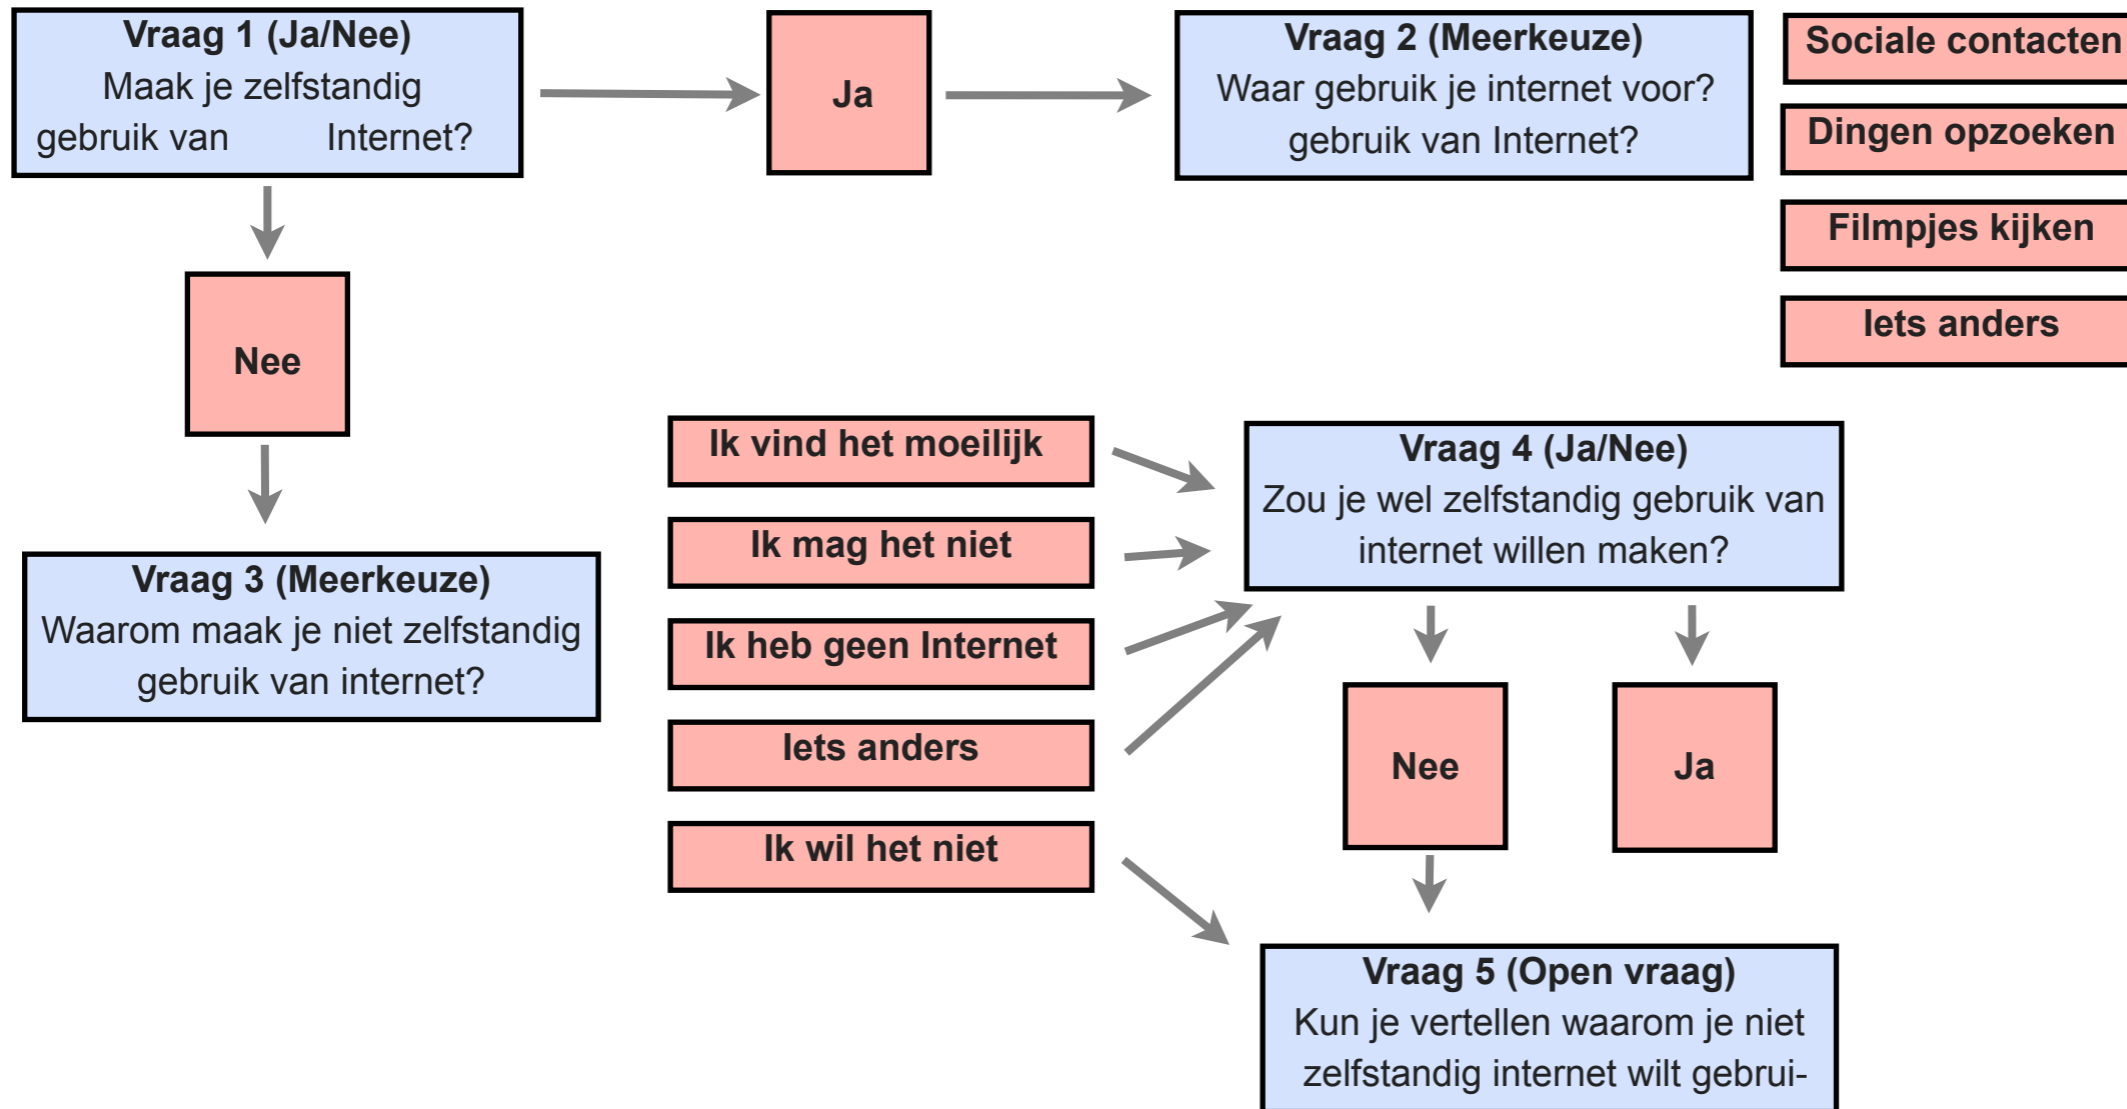 Vraag 1 (Ja/Nee)
Maak je zelfstandig
gebruik van Internet?
Ja
Vraag 2 (Meerkeuze)
Waar gebruik je internet voor?
gebruik van Internet?
Sociale contacten
Dingen opzoeken
Filmpjes kijken
Iets anders
Nee
Vraag 3 (Meerkeuze)
Waarom maak je niet zelfstandig
gebruik van internet?
Ik vind het moeilijk
Ik mag het niet
Ik heb geen Internet
Iets anders
Ik wil het niet
Vraag 4 (Ja/Nee)
Zou je wel zelfstandig gebruik van
internet willen maken?
Nee
Ja
Vraag 5 (Open vraag)
Kun je vertellen waarom je niet
zelfstandig internet wilt gebrui-